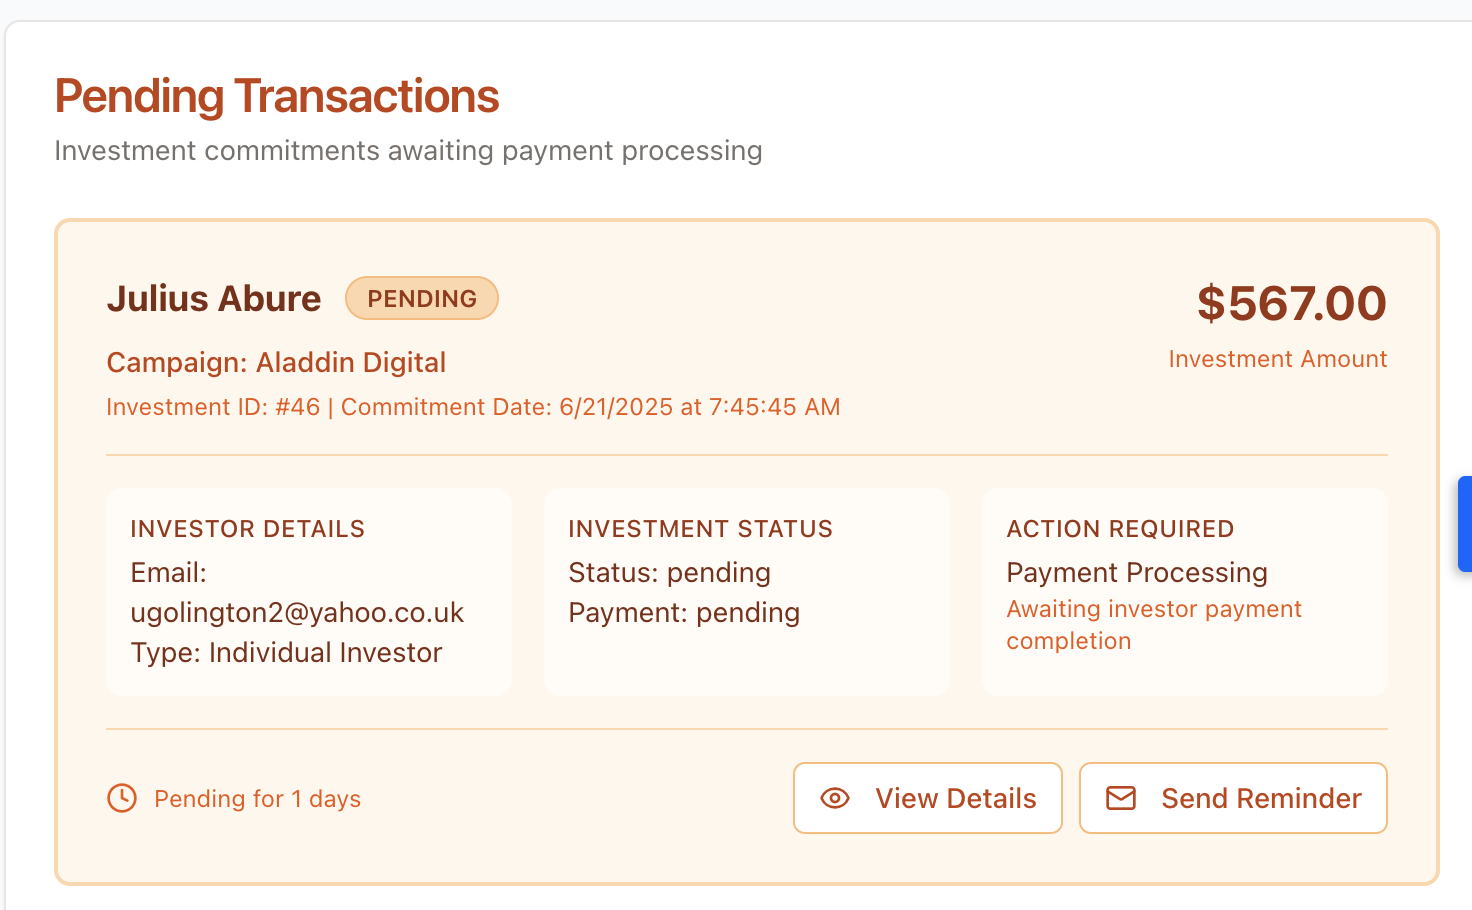 Pending Transactions
Investment commitments awaiting payment processing
Julius Abure
PENDING
$567.00
Campaign: Aladdin Digital
Investment Amount
Investment ID: #46 | Commitment Date: 6/21/2025 at 7:45:45 AM
INVESTOR DETAILS
Email:
ugolington2@yahoo.co.uk
Type: Individual Investor
INVESTMENT STATUS
Status: pending
Payment: pending
ACTION REQUIRED
Payment Processing
Awaiting investor payment
completion
Pending for 1 days
View Details
Send Reminder